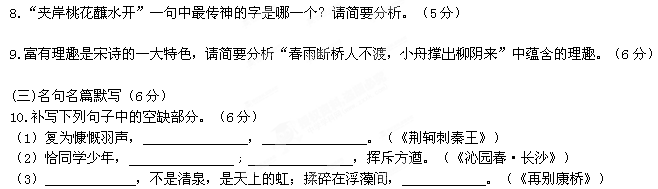 8.“夹岸桃花蘸水开”一句中最传神的字是哪一个？请简要分析。（5分）
9.富有理趣是宋诗的一大特色，请简要分析“春雨断桥人不渡，小舟撑出柳阴来”中蕴含的理趣。（6分）
(三)名句名篇默写（6分）
10.补写下列句子中的空缺部分。（6分）
（1）复为慷慨羽声，____________，____________。（《荆轲刺秦王》）
（2）恰同学少年，____________；____________，挥斥方遒。（《沁园春·长沙》）
（3）____________，不是清泉，是天上的虹；揉碎在浮藻间，____________。（《再别康桥》）